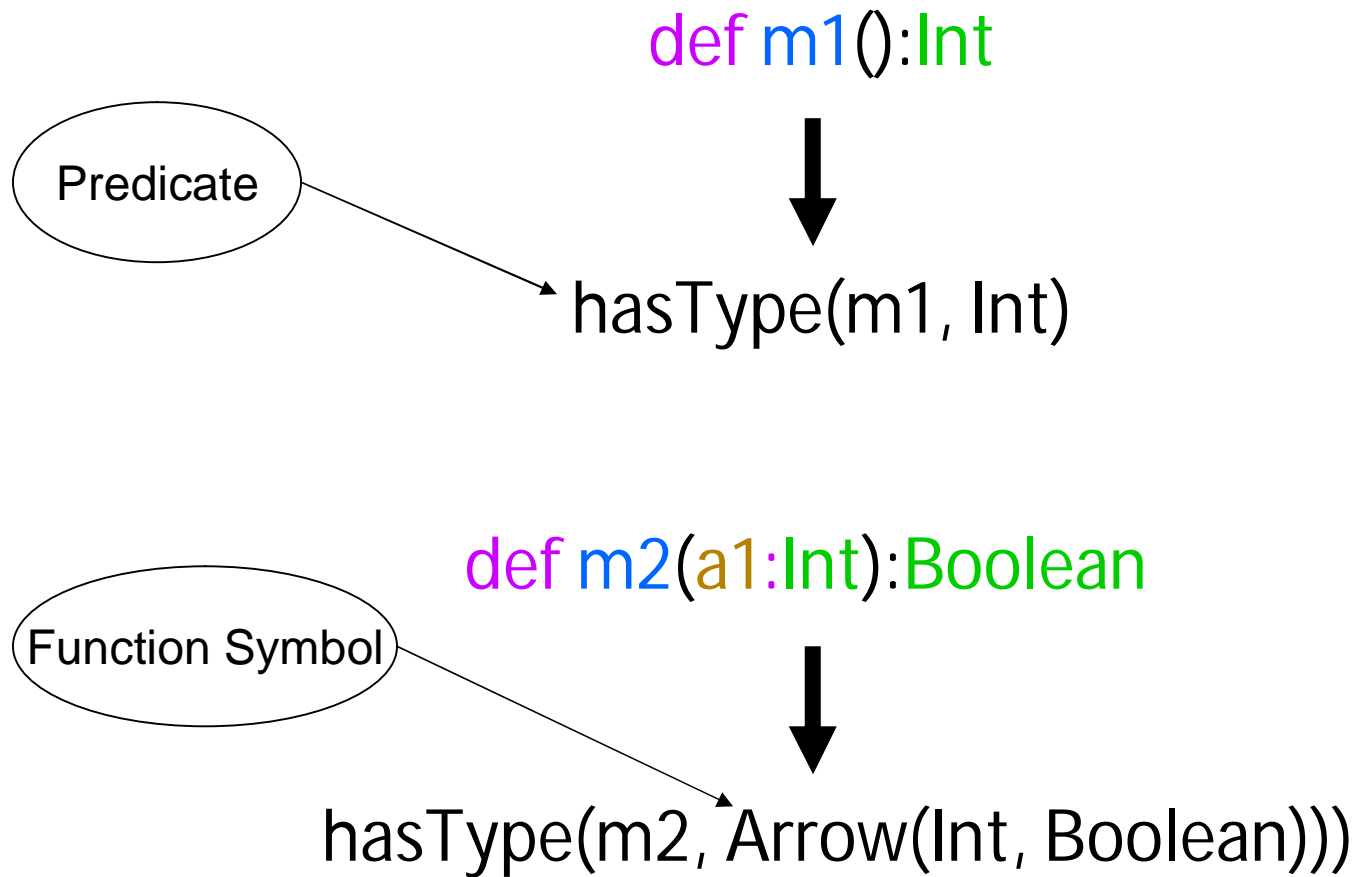 def m1():Int
Predicate
hasType(m1, Int)
def m2(a1:Int):Boolean
Function Symbol
hasType(m2, Arrow(Int, Boolean)))